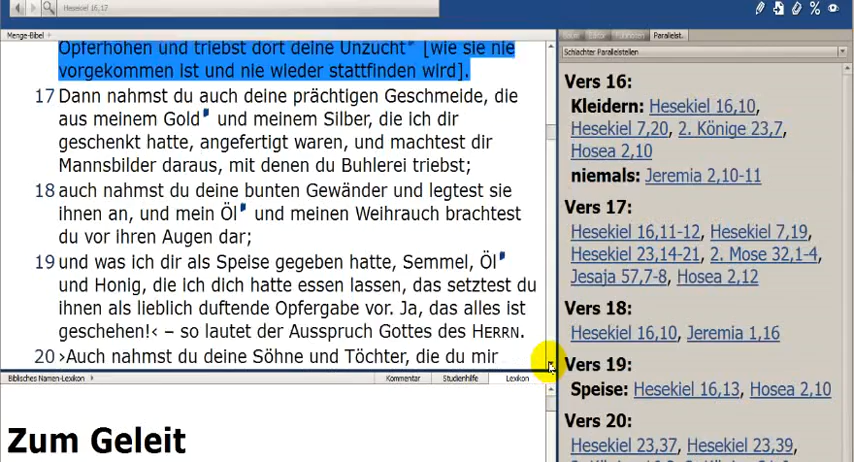 Hesekiel 16,17
Menge-Bibel
Opferhöhen und triebst dort deine Unzucht [wie sie nie
vorgekommen ist und nie wieder stattfinden wird].
17 Dann nahmst du auch deine prächtigen Geschmeide, die
aus meinem Gold und meinem Silber, die ich dir
geschenkt hatte, angefertigt waren, und machtest dir
Mannsbilder daraus, mit denen du Buhlerei triebst;
18 auch nahmst du deine bunten Gewänder und legtest sie
ihnen an, und mein Öl und meinen Weihrauch brachtest
du vor ihren Augen dar;
19 und was ich dir als Speise gegeben hatte, Semmel, Öl
und Honig, die ich dich hatte essen lassen, das setztest du
ihnen als lieblich duftende Opfergabe vor. Ja, das alles ist
geschehen!‹ – so lautet der Ausspruch Gottes des HERRN.
20 ›Auch nahmst du deine Söhne und Töchter, die du mir
Biblisches Namen-Lexikon
Kommentar Studienhilfe Lexikon
Zum Geleit
Editor Parallelst.
Schlachter Parallelstellen
Vers 16:
Kleidern: Hesekiel 16,10,
Hesekiel 7,20, 2. Könige 23,7,
Hosea 2,10
niemals: Jeremia 2,10-11
Vers 17:
Hesekiel 16,11-12, Hesekiel 7,19,
Hesekiel 23,14-21, 2. Mose 32,1-4,
Jesaja 57,7-8, Hosea 2,12
Vers 18:
Hesekiel 16,10, Jeremia 1,16
Vers 19:
Speise: Hesekiel 16,13, Hosea 2,10
Vers 20:
Hesekiel 23,37, Hesekiel 23,39,